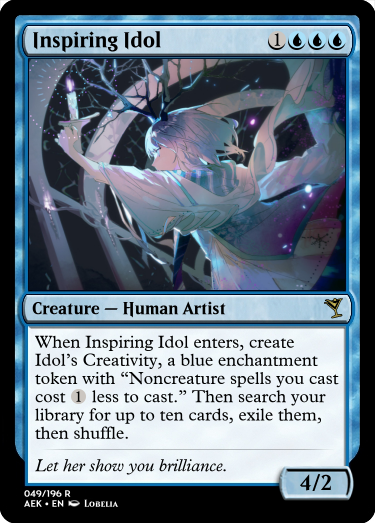 Inspiring Idol 1
Creature — Human Artist
When Inspiring Idol enters, create
Idol's Creativity, a blue enchantment
token with “Noncreature spells you cast
cost 1 less to cast.” Then search your
library for up to ten cards, exile them,
then shuffle.
Let her show you brilliance.
4/2
049/196 R
AEK • EN Lobelia